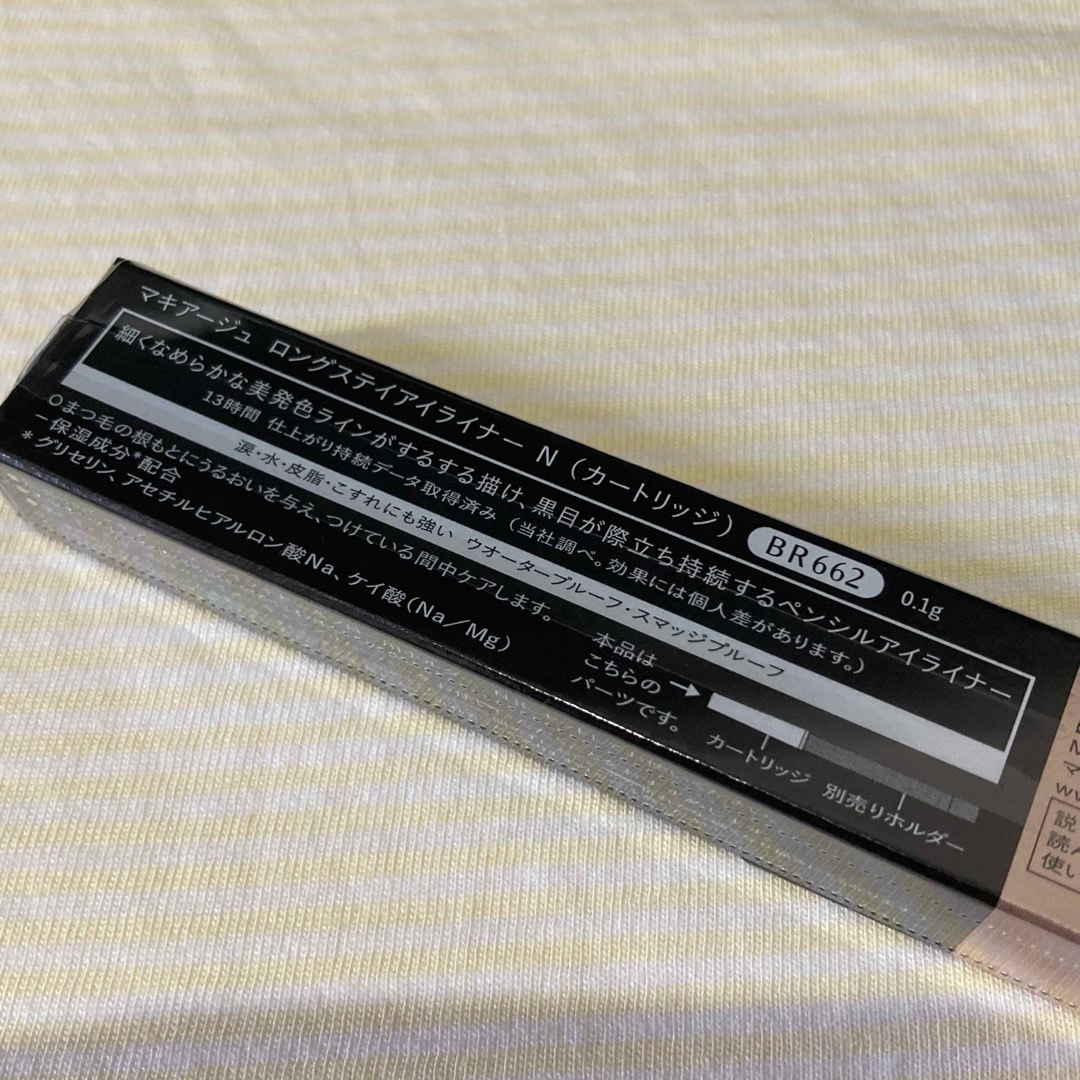 マキアージュ ロングステイアイライナー N（カートリッジ） BR662 0.1g
細くなめらかな美発色ラインがするする描け、黒目が際立ち持続するペンシルアイライナー
13時間 仕上がり持続データ取得済み（当社調べ。効果には個人差があります。）
涙・水・皮脂・こすれにも強い ウオータープルーフ・スマッジプルーフ
○まつ毛の根もとにうるおいを与え、つけている間中ケアします。
－保湿成分*配合
*グリセリン、アセチルヒアルロン酸Na、ケイ酸（Na／Mg）
本品は
こちらの
パーツです。
→
カートリッジ 別売りホルダー
マ
説
読
使い